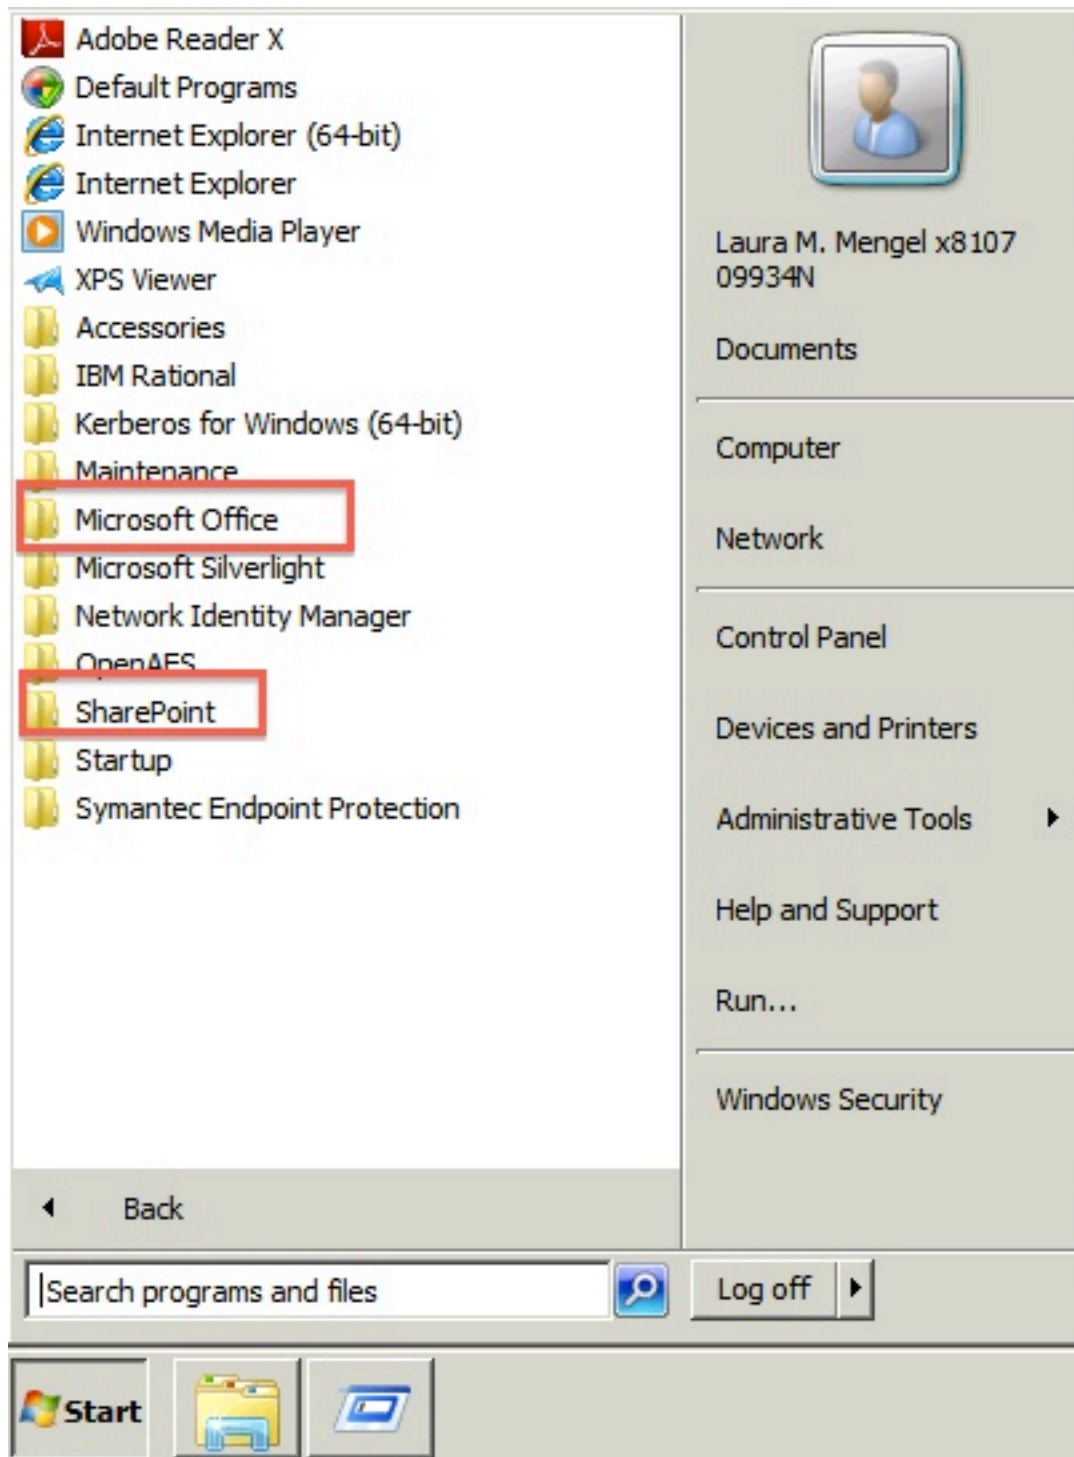 Adobe Reader X
Default Programs
Internet Explorer (64-bit)
Internet Explorer
Windows Media Player
XPS Viewer
Accessories
IBM Rational
Kerberos for Windows (64-bit)
Maintenance
Microsoft Office
Microsoft Silverlight
Network Identity Manager
OpenAFS
SharePoint
Startup
Symantec Endpoint Protection
Back
Search programs and files
Laura M. Mengel x8107
09934N
Documents
Computer
Network
Control Panel
Devices and Printers
Administrative Tools
Help and Support
Run...
Windows Security
Log off
Start